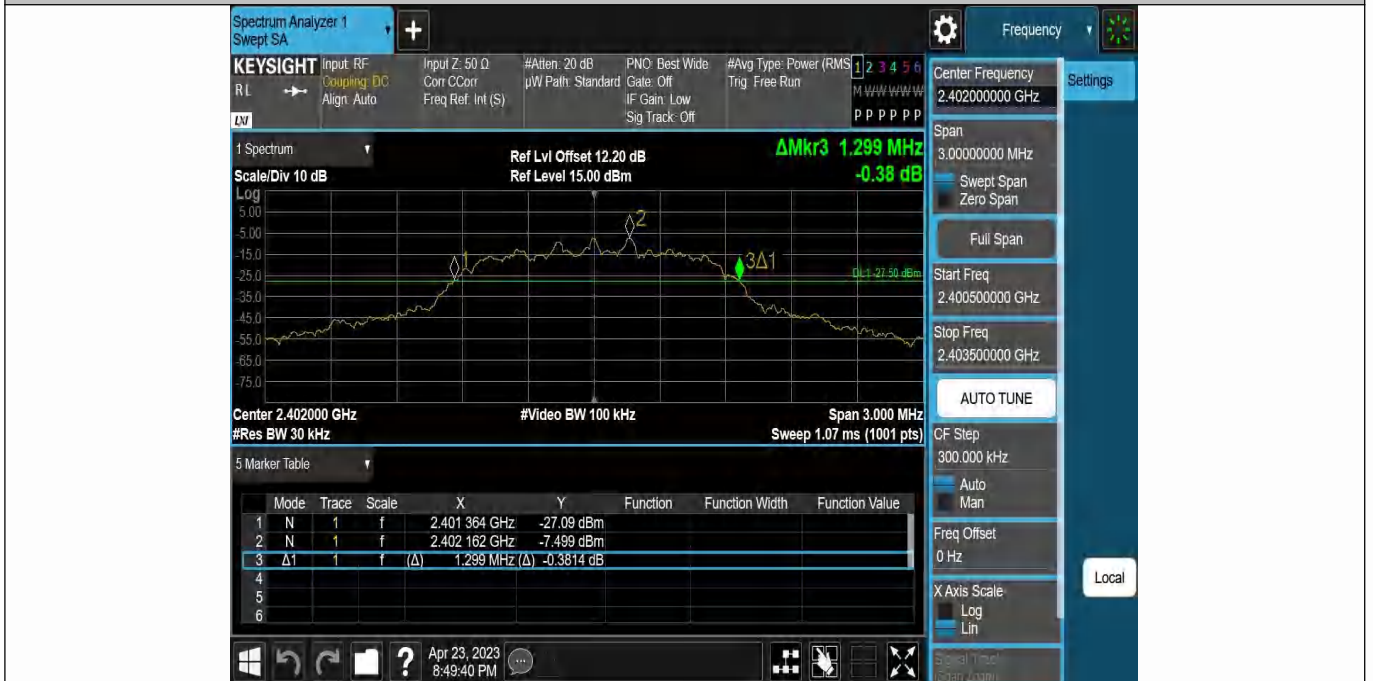 Spectrum Analyzer 1
Swept SA
+
Frequency
KEYSIGHT
RL
LXI
Input: RF
Coupling: DC
Align: Auto
Input Z: 50 Ω
Corr CCorr
Freq Ref: Int (S)
#Atten: 20 dB
µW Path: Standard
PNO: Best Wide
Gate: Off
IF Gain: Low
Sig Track: Off
#Avg Type: Power (RMS
Trig: Free Run
1 2 3 4 5 6
M W W W W W
P P P P P P
1 Spectrum
Scale/Div 10 dB
Ref Lvl Offset 12.20 dB
Ref Level 15.00 dBm
ΔMkr3 1.299 MHz
-0.38 dB
Log
5.00
-5.00
-15.0
-25.0
-35.0
-45.0
-55.0
-65.0
-75.0
1
2
3Δ1
DL1 -27.50 dBm
Center 2.402000 GHz
#Video BW 100 kHz
Span 3.000 MHz
#Res BW 30 kHz
Sweep 1.07 ms (1001 pts)
5 Marker Table
Mode Trace Scale X Y Function Function Width Function Value
1 N 1 f 2.401 364 GHz -27.09 dBm
2 N 1 f 2.402 162 GHz -7.499 dBm
3 Δ1 1 f (Δ) 1.299 MHz (Δ) -0.3814 dB
4
5
6
?
Apr 23, 2023
8:49:40 PM
Center Frequency
2.402000000 GHz
Settings
Span
3.00000000 MHz
Swept Span
Zero Span
Full Span
Start Freq
2.400500000 GHz
Stop Freq
2.403500000 GHz
AUTO TUNE
CF Step
300.000 kHz
Auto
Man
Freq Offset
0 Hz
X Axis Scale
Log
Lin
Local
Signal Track
(Span Zoom)